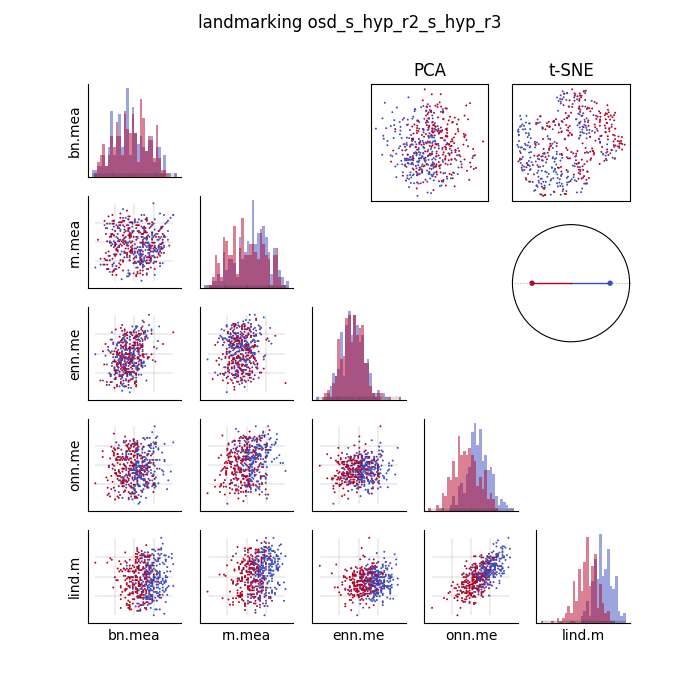 landmarking osd_s_hyp_r2_s_hyp_r3
PCA
t-SNE
bn.mea
rn.mea
enn.me
onn.me
lind.m
bn.mea
rn.mea
enn.me
onn.me
lind.m